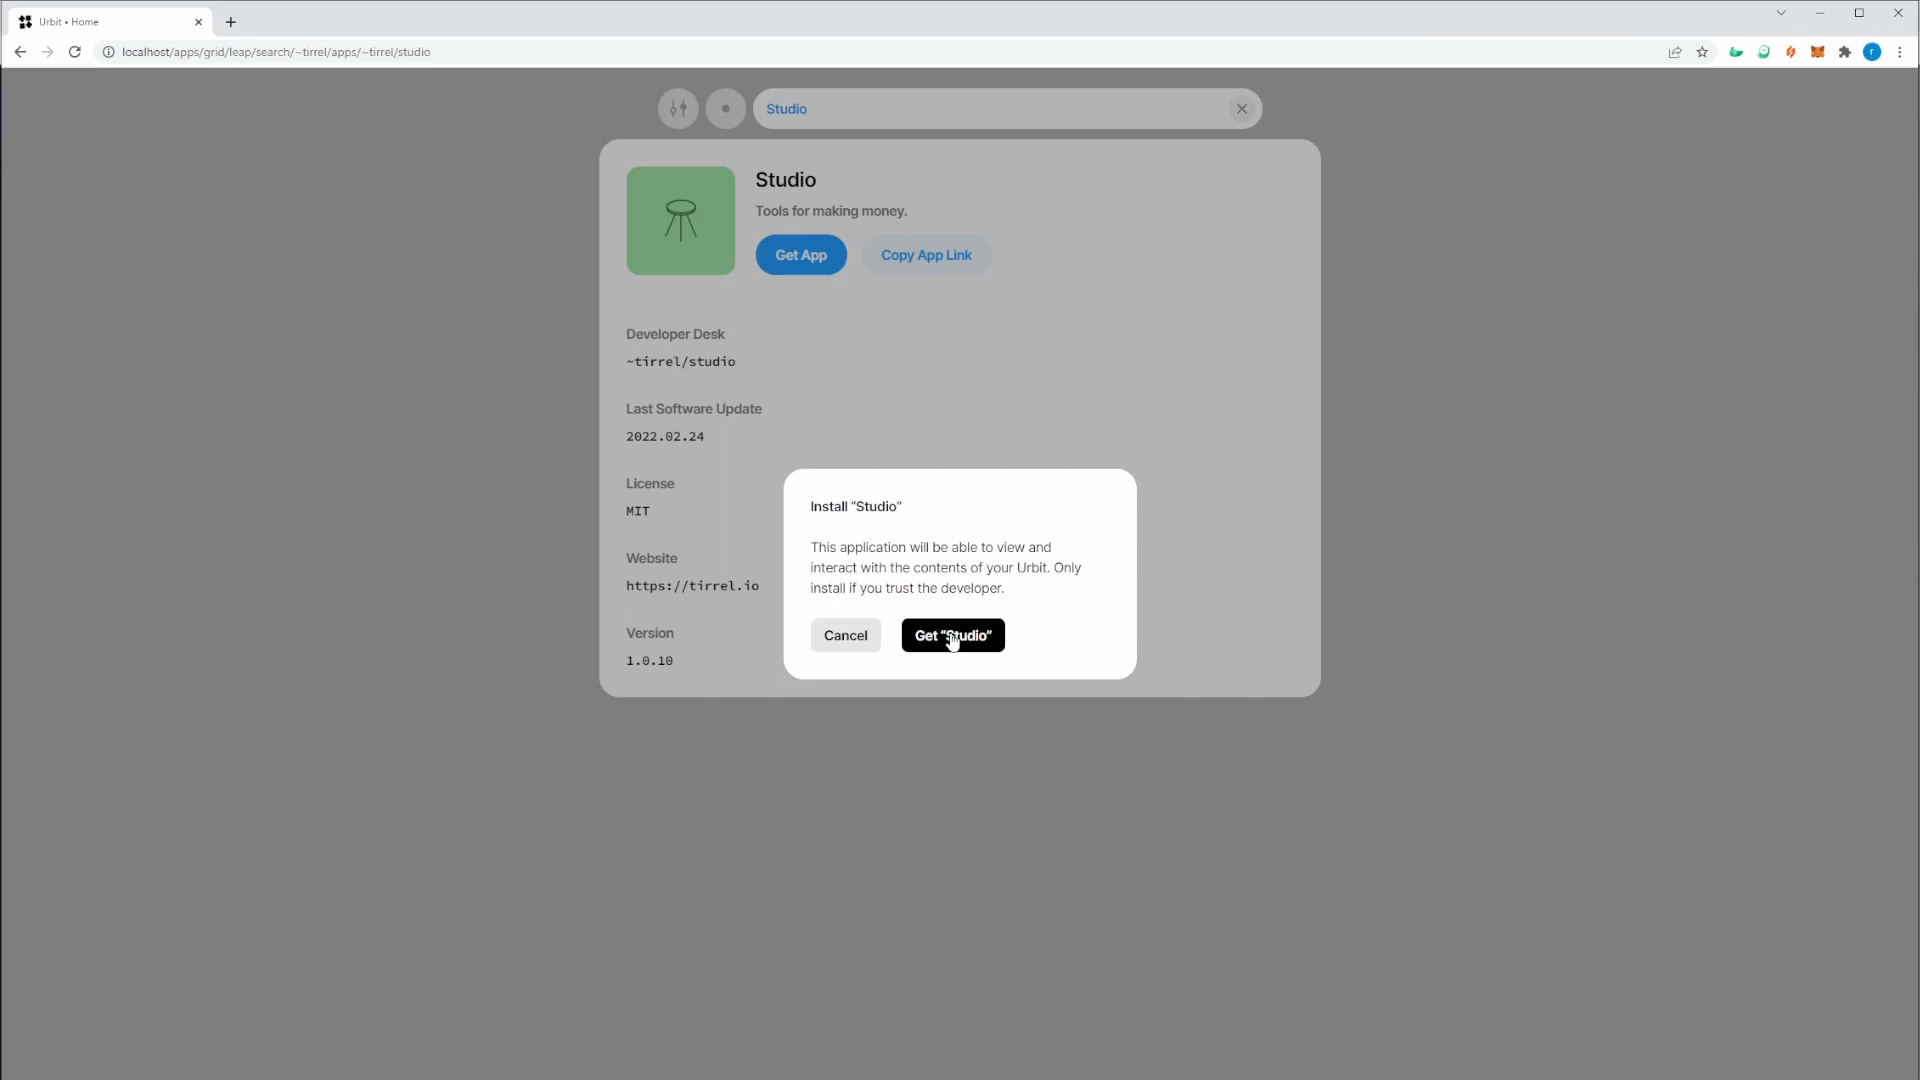 Urbit • Home
localhost/apps/grid/leap/search/~tirrel/apps/~tirrel/studio
r
Studio
Studio
Tools for making money.
Get App
Copy App Link
Developer Desk
~tirrel/studio
Last Software Update
2022.02.24
License
MIT
Website
https://tirrel.io
Version
1.0.10
Install “Studio”
This application will be able to view and
interact with the contents of your Urbit. Only
install if you trust the developer.
Cancel
Get “Studio”